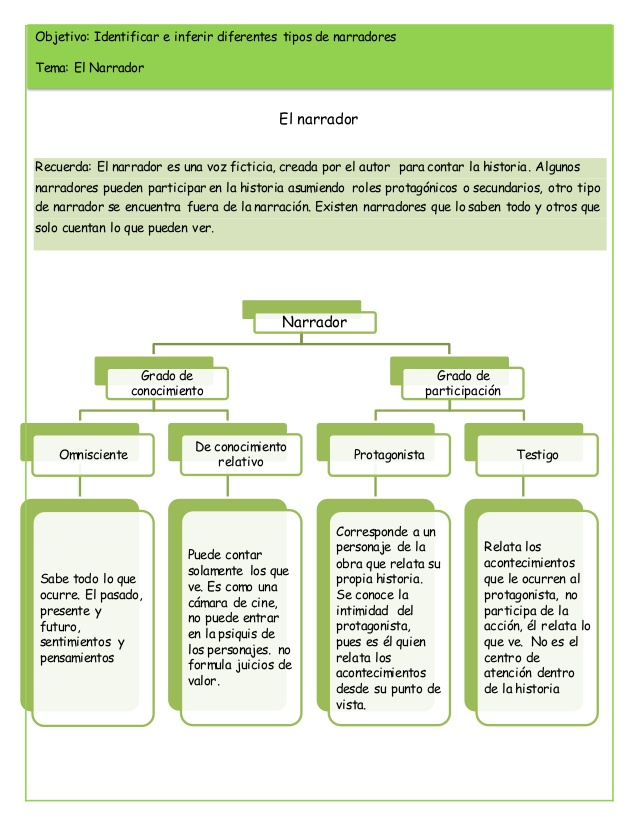 Objetivo: Identificar e inferir diferentes tipos de narradores
Tema: El Narrador
El narrador
Recuerda: El narrador es una voz ficticia, creada por el autor para contar la historia. Algunos
narradores pueden participar en la historia asumiendo roles protagónicos o secundarios, otro tipo
de narrador se encuentra fuera de la narración. Existen narradores que lo saben todo y otros que
solo cuentan lo que pueden ver.
Narrador
Grado de
conocimiento
Grado de
participación
Omnisciente
De conocimiento
relativo
Protagonista
Testigo
Sabe todo lo que
ocurre. El pasado,
presente y
futuro,
sentimientos y
pensamientos
Puede contar
solamente los que
ve. Es como una
cámara de cine,
no puede entrar
en la psiquis de
los personajes. no
formula juicios de
valor.
Corresponde a un
personaje de la
obra que relata su
propia historia.
Se conoce la
intimidad del
protagonista,
pues es él quien
relata los
acontecimientos
desde su punto de
vista.
Relata los
acontecimientos
que le ocurren al
protagonista, no
participa de la
acción, él relata lo
que ve. No es el
centro de
atención dentro
de la historia